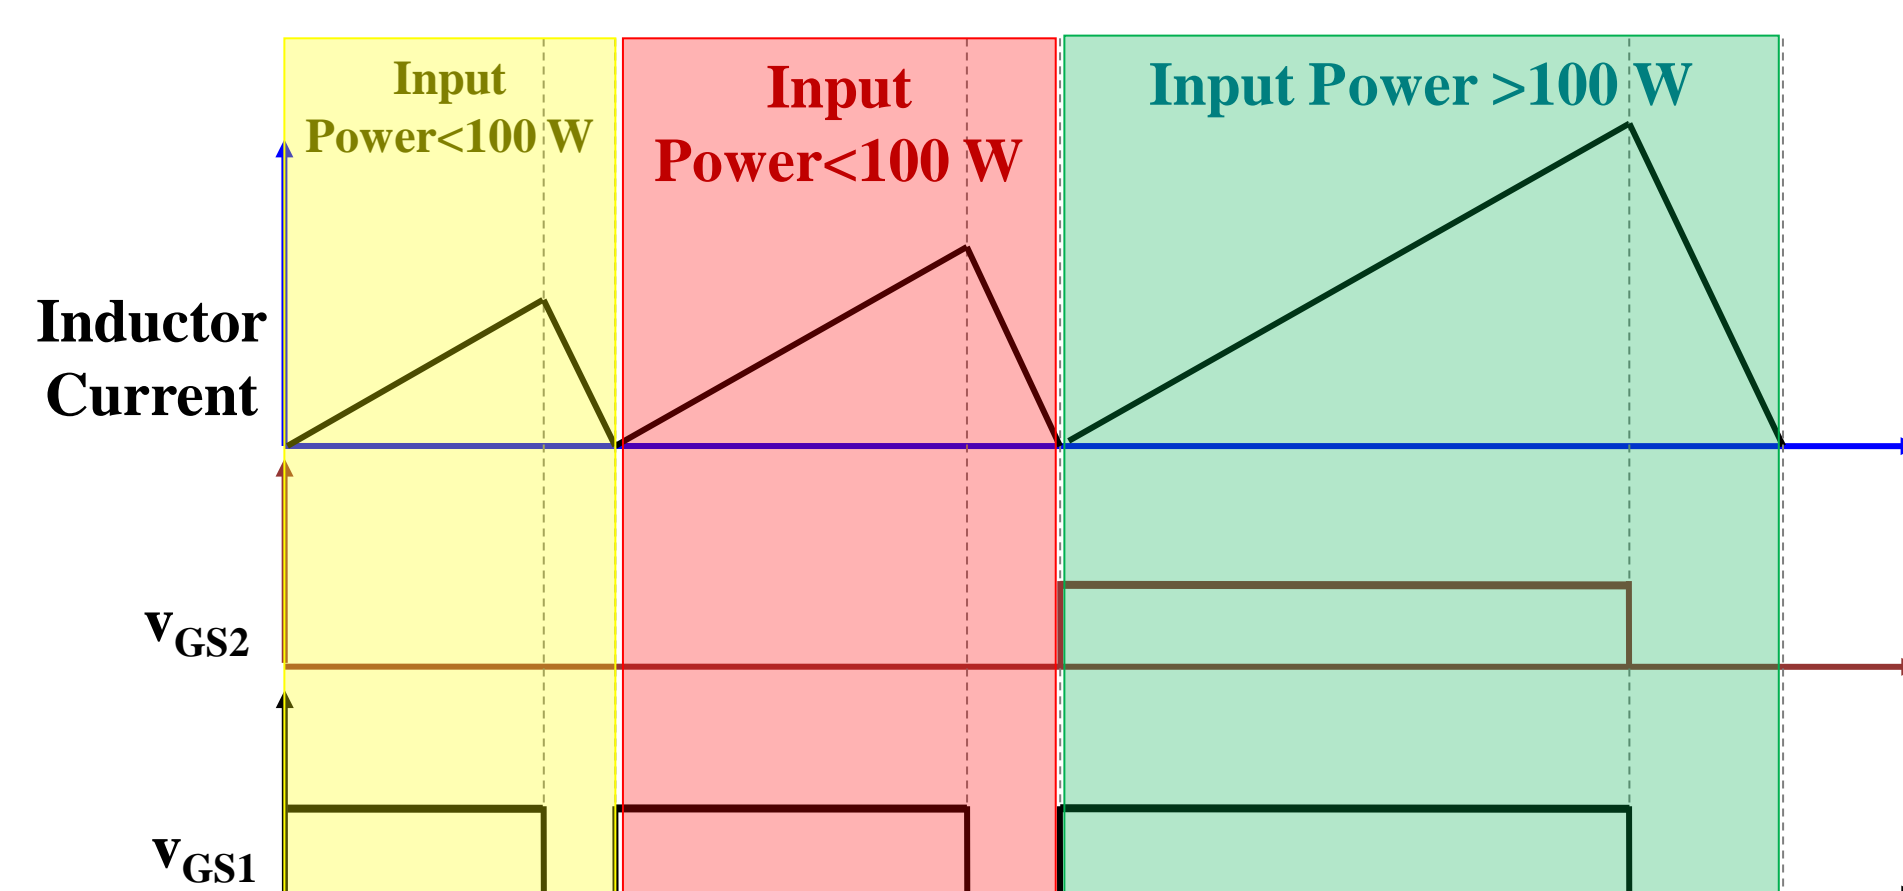 Input
Power<100 W
Input
Power<100 W
Input Power >100 W
Inductor
Current
vGS2
vGS1